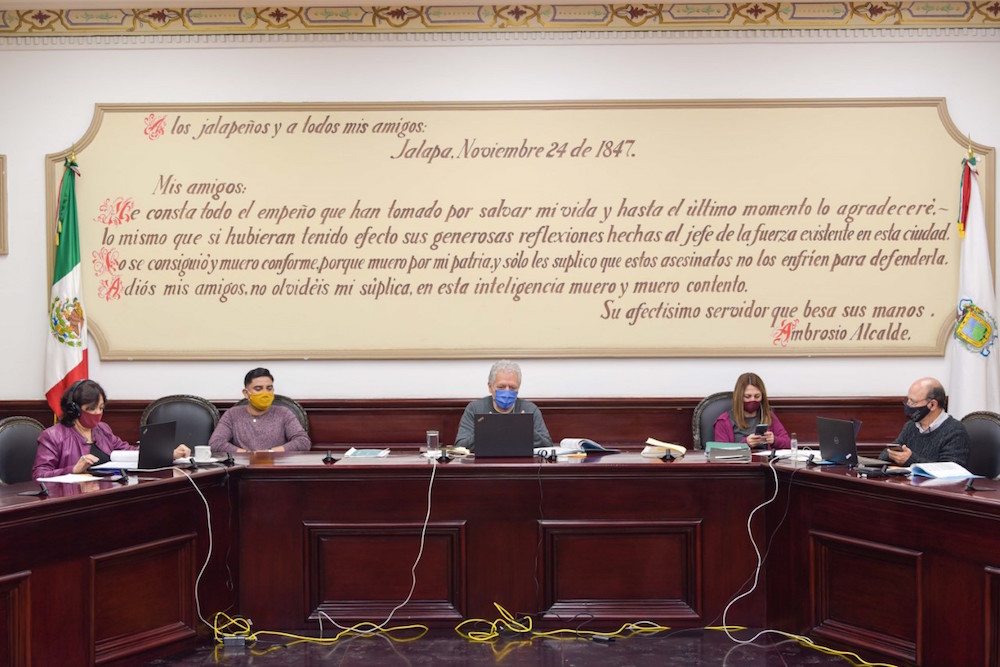 A los jalapeños y a todos mis amigos:
Jalapa, Noviembre 24 de 1847.
Mis amigos:
Me consta todo el empeño que han tomado por salvar mi vida y hasta el último momento lo agradeceré,~
lo mismo que si hubieran tenido efecto sus generosas reflexiones hechas al jefe de la fuerza existente en esta ciudad.
No se consiguió y muero conforme, porque muero por mi patria, y sólo les suplico que estos asesinatos no los enfríen para defenderla.
Adiós mis amigos, no olvidéis mi súplica, en esta inteligencia muero y muero contento.
Su afectísimo servidor que besa sus manos.
Ambrosio Alcalde.